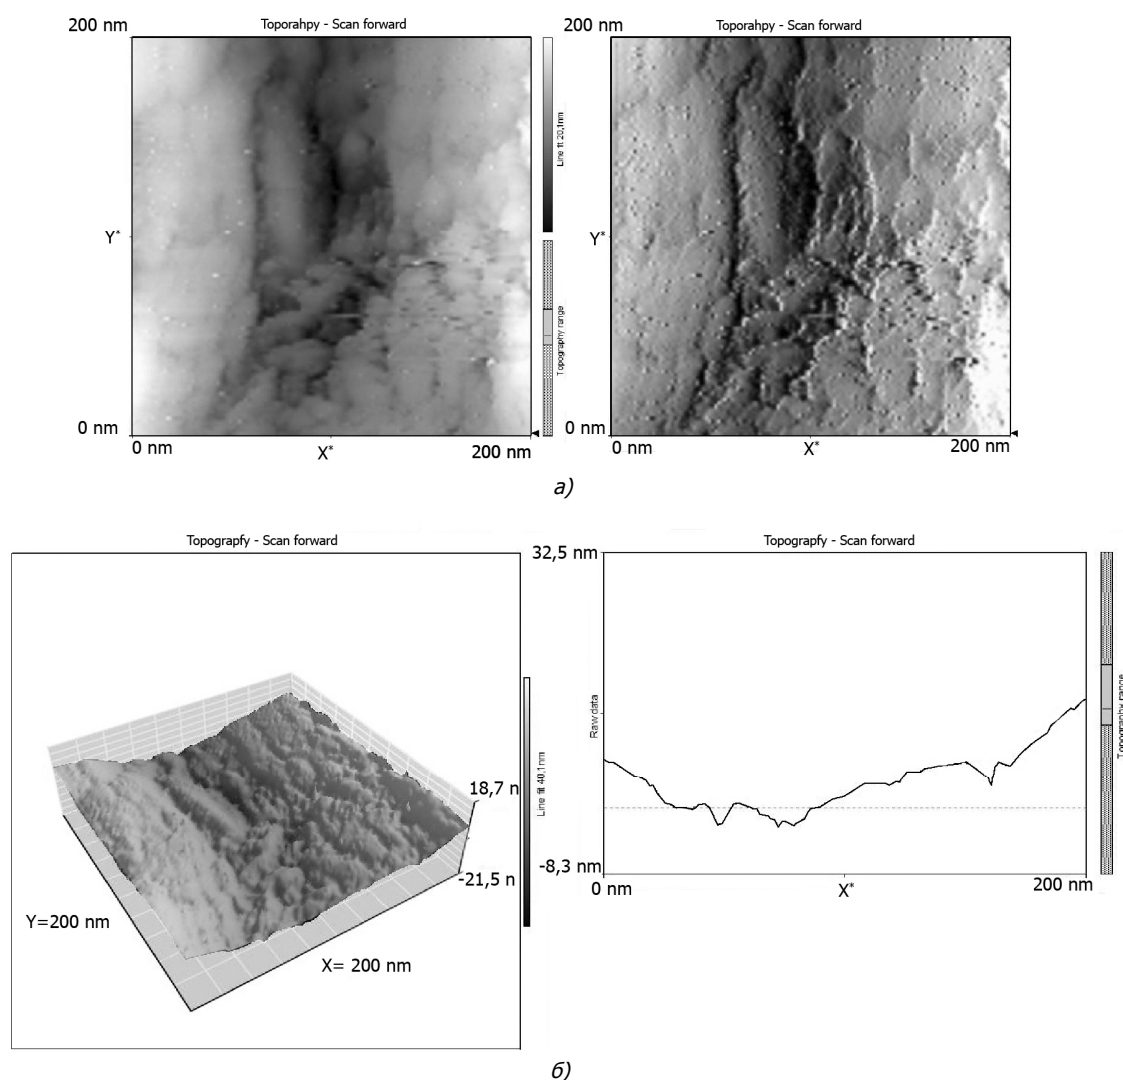 200 nm
Toporahpy - Scan forward
Line fit 20,1nm
Topography range
Y*
0 nm
0 nm
X*
200 nm
200 nm
Toporahpy - Scan forward
Y*
0 nm
0 nm
X*
200 nm
а)
Topograpfy - Scan forward
18,7 n
-21,5 n
Line fit 40,1nm
Y=200 nm
X= 200 nm
Topograpfy - Scan forward
32,5 nm
Raw data
-8,3 nm
0 nm
X*
200 nm
Topography range
б)